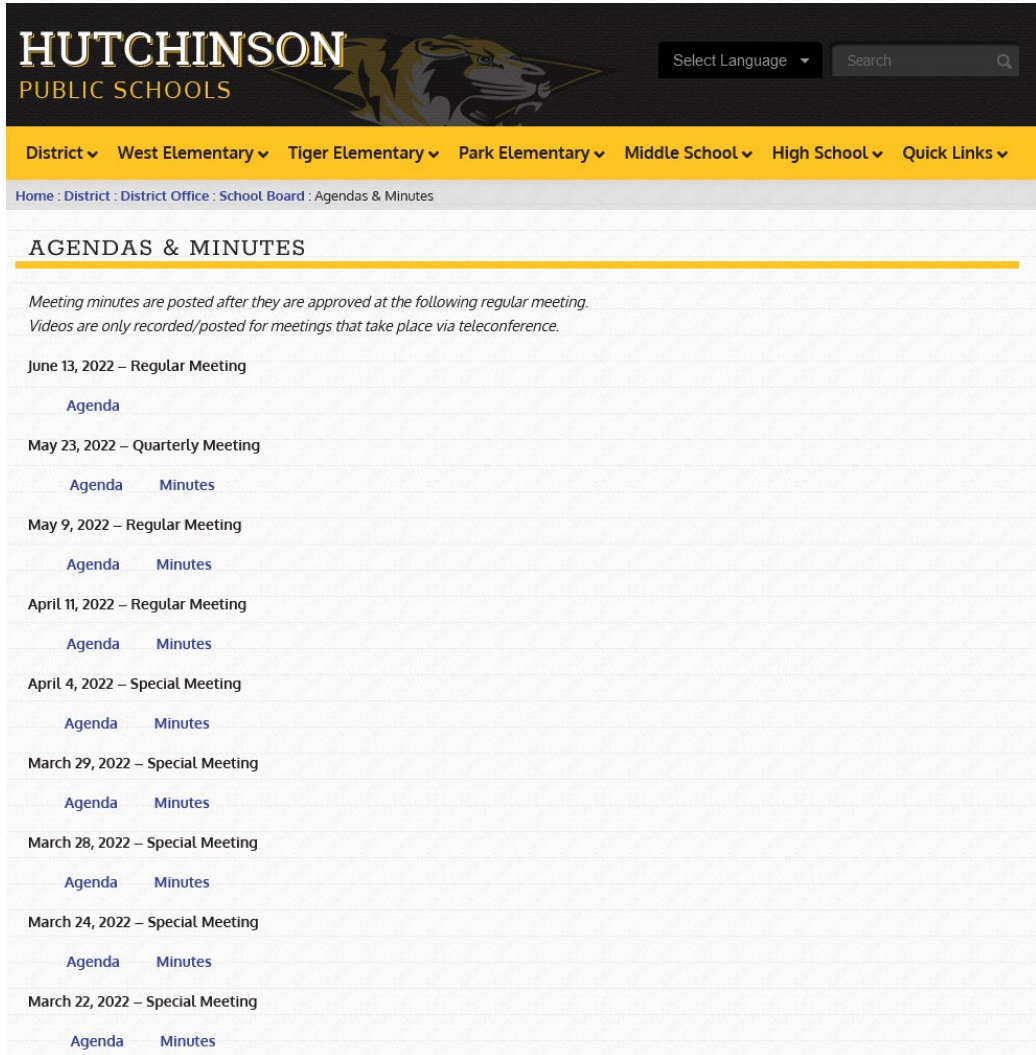 HUTCHINSON
PUBLIC SCHOOLS
Select Language
Search
District West Elementary Tiger Elementary Park Elementary Middle School High School Quick Links
Home : District : District Office : School Board : Agendas & Minutes
AGENDAS & MINUTES
Meeting minutes are posted after they are approved at the following regular meeting.
Videos are only recorded/posted for meetings that take place via teleconference.
June 13, 2022 – Regular Meeting
Agenda
May 23, 2022 – Quarterly Meeting
Agenda Minutes
May 9, 2022 – Regular Meeting
Agenda Minutes
April 11, 2022 – Regular Meeting
Agenda Minutes
April 4, 2022 – Special Meeting
Agenda Minutes
March 29, 2022 – Special Meeting
Agenda Minutes
March 28, 2022 – Special Meeting
Agenda Minutes
March 24, 2022 – Special Meeting
Agenda Minutes
March 22, 2022 – Special Meeting
Agenda Minutes